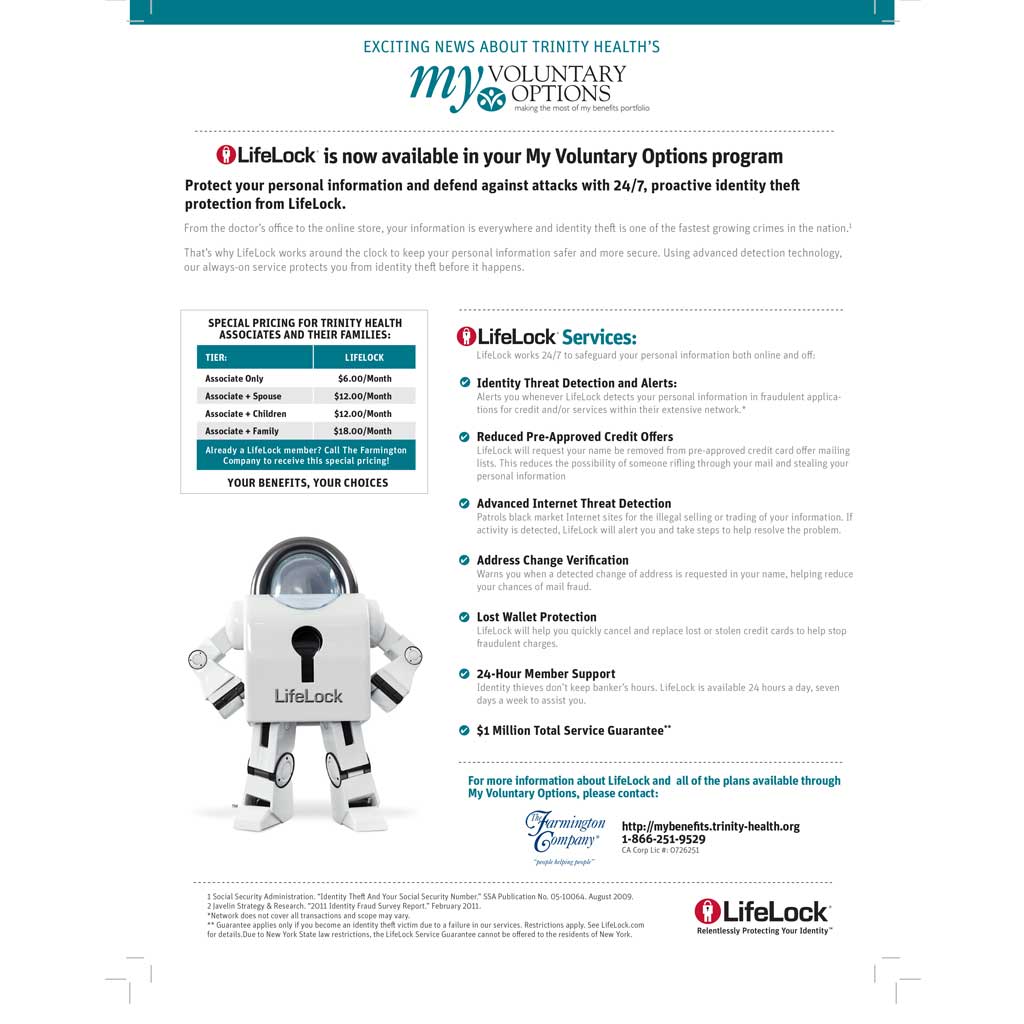 EXCITING NEWS ABOUT TRINITY HEALTH'S
my VOLUNTARY
OPTIONS
making the most of my benefits portfolio
LifeLock® is now available in your My Voluntary Options program
Protect your personal information and defend against attacks with 24/7, proactive identity theft
protection from LifeLock.
From the doctor's office to the online store, your information is everywhere and identity theft is one of the fastest growing crimes in the nation.1
That's why LifeLock works around the clock to keep your personal information safer and more secure. Using advanced detection technology,
our always-on service protects you from identity theft before it happens.
SPECIAL PRICING FOR TRINITY HEALTH
ASSOCIATES AND THEIR FAMILIES:
TIER: LIFELOCK
Associate Only $6.00/Month
Associate + Spouse $12.00/Month
Associate + Children $12.00/Month
Associate + Family $18.00/Month
Already a LifeLock member? Call The Farmington
Company to receive this special pricing!
YOUR BENEFITS, YOUR CHOICES
LifeLock
TM
LifeLock® Services:
LifeLock works 24/7 to safeguard your personal information both online and off:
Identity Threat Detection and Alerts:
Alerts you whenever LifeLock detects your personal information in fraudulent applica-
tions for credit and/or services within their extensive network.*
Reduced Pre-Approved Credit Offers
LifeLock will request your name be removed from pre-approved credit card offer mailing
lists. This reduces the possibility of someone rifling through your mail and stealing your
personal information
Advanced Internet Threat Detection
Patrols black market Internet sites for the illegal selling or trading of your information. If
activity is detected, LifeLock will alert you and take steps to help resolve the problem.
Address Change Verification
Warns you when a detected change of address is requested in your name, helping reduce
your chances of mail fraud.
Lost Wallet Protection
LifeLock will help you quickly cancel and replace lost or stolen credit cards to help stop
fraudulent charges.
24-Hour Member Support
Identity thieves don't keep banker's hours. LifeLock is available 24 hours a day, seven
days a week to assist you.
$1 Million Total Service Guarantee**
For more information about LifeLock and all of the plans available through
My Voluntary Options, please contact:
The Farmington
Company®
"people helping people"
http://mybenefits.trinity-health.org
1-866-251-9529
CA Corp Lic #: 0726251
1 Social Security Administration. "Identity Theft And Your Social Security Number," SSA Publication No. 05-10064. August 2009.
2 Javelin Strategy & Research. "2011 Identity Fraud Survey Report." February 2011.
*Network does not cover all transactions and scope may vary.
** Guarantee applies only if you become an identity theft victim due to a failure in our services. Restrictions apply. See LifeLock.com
for details.Due to New York State law restrictions, the LifeLock Service Guarantee cannot be offered to the residents of New York.
LifeLock®
Relentlessly Protecting Your Identity™